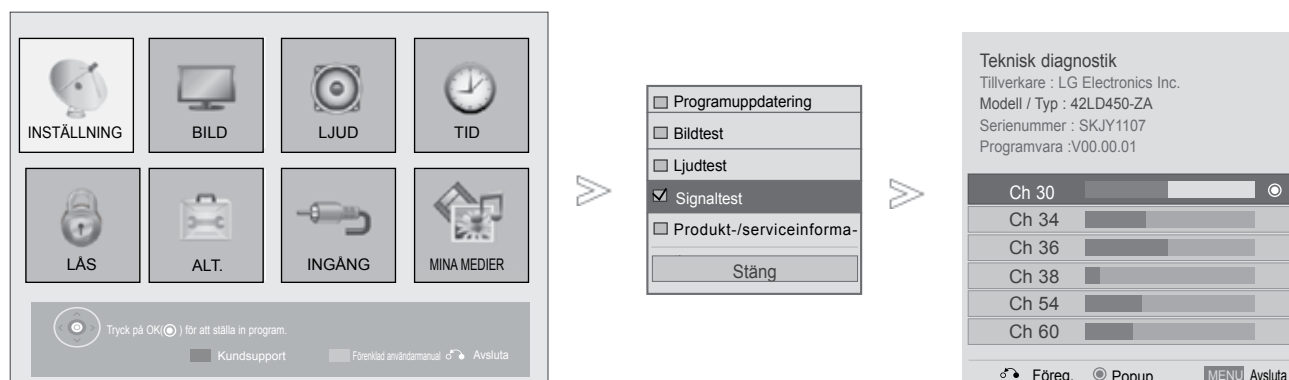 INSTÄLLNING
BILD
LJUD
TID
LÅS
ALT.
INGÅNG
MINA MEDIER
Tryck på OK(◉) för att ställa in program.
Kundsupport
Förenklad användarmanual
Avsluta
Programuppdatering
Bildtest
Ljudtest
Signaltest
Produkt-/serviceinforma-
Stäng
Teknisk diagnostik
Tillverkare : LG Electronics Inc.
Modell / Typ : 42LD450-ZA
Serienummer : SKJY1107
Programvara :V00.00.01
Ch 30
Ch 34
Ch 36
Ch 38
Ch 54
Ch 60
Föreg.
Popup
MENU Avsluta